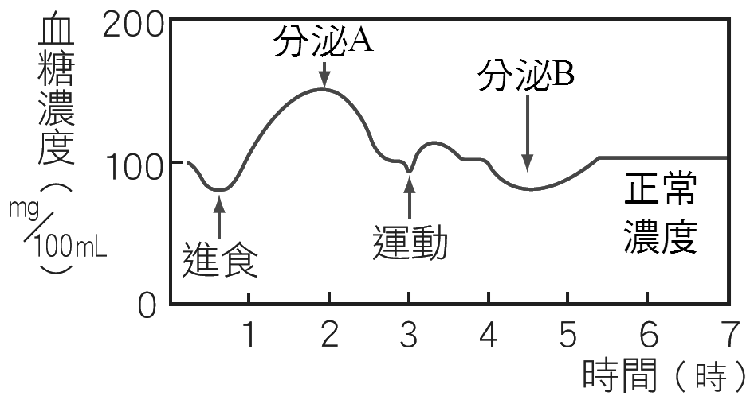 血糖濃度(mg/100mL)
200
100
0
分泌A
分泌B
進食
運動
正常
濃度
1 2 3 4 5 6 7
時間(時)